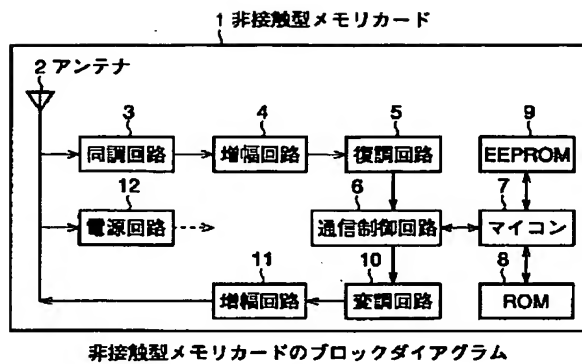 1 非接触型メモリカード
2 アンテナ
3 4 5 9
同調回路 増幅回路 復調回路 EEPROM
12 6 7
電源回路 通信制御回路 マイコン
11 10 8
増幅回路 変調回路 ROM
非接触型メモリカードのブロックダイアグラム